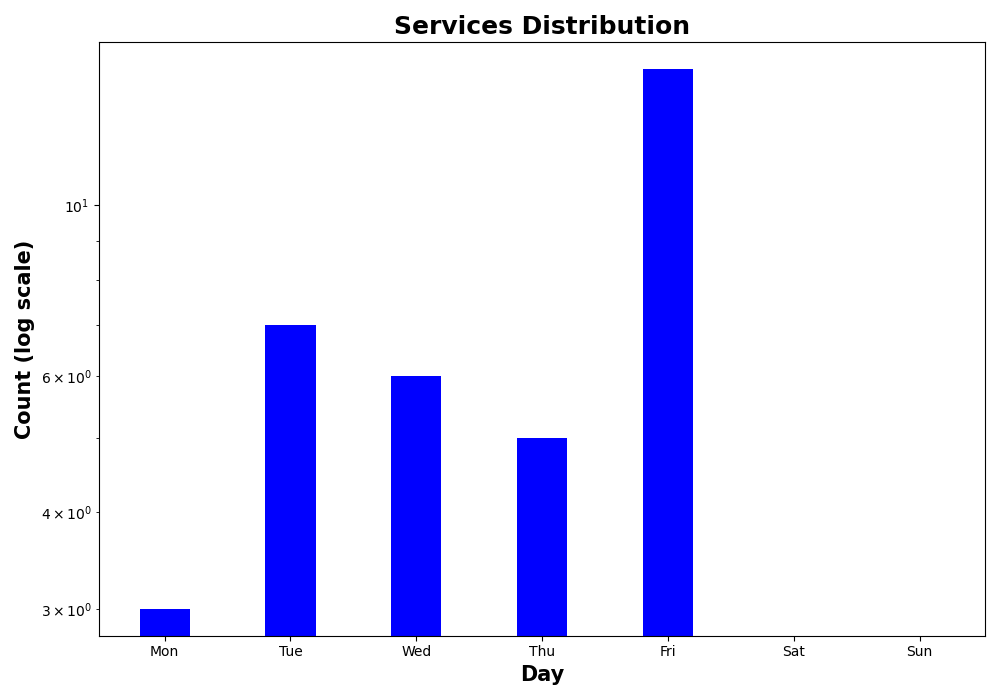 Services Distribution
Count (log scale)
10¹
6 × 10⁰
4 × 10⁰
3 × 10⁰
Mon Tue Wed Thu Fri Sat Sun
Day